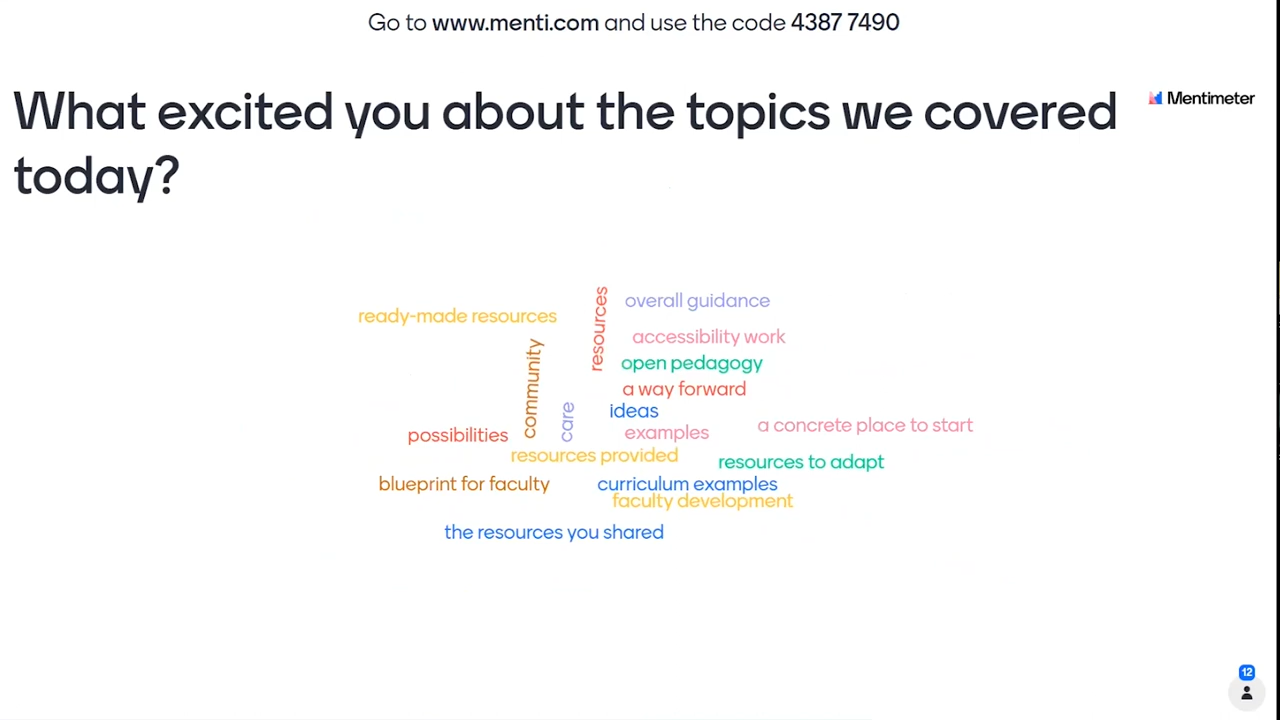 Go to www.menti.com and use the code 4387 7490
What excited you about the topics we covered
today?
Mentimeter
overall guidance
ready-made resources
resources
accessibility work
community
open pedagogy
a way forward
care
ideas
a concrete place to start
examples
possibilities
resources provided
resources to adapt
blueprint for faculty
curriculum examples
faculty development
the resources you shared
12